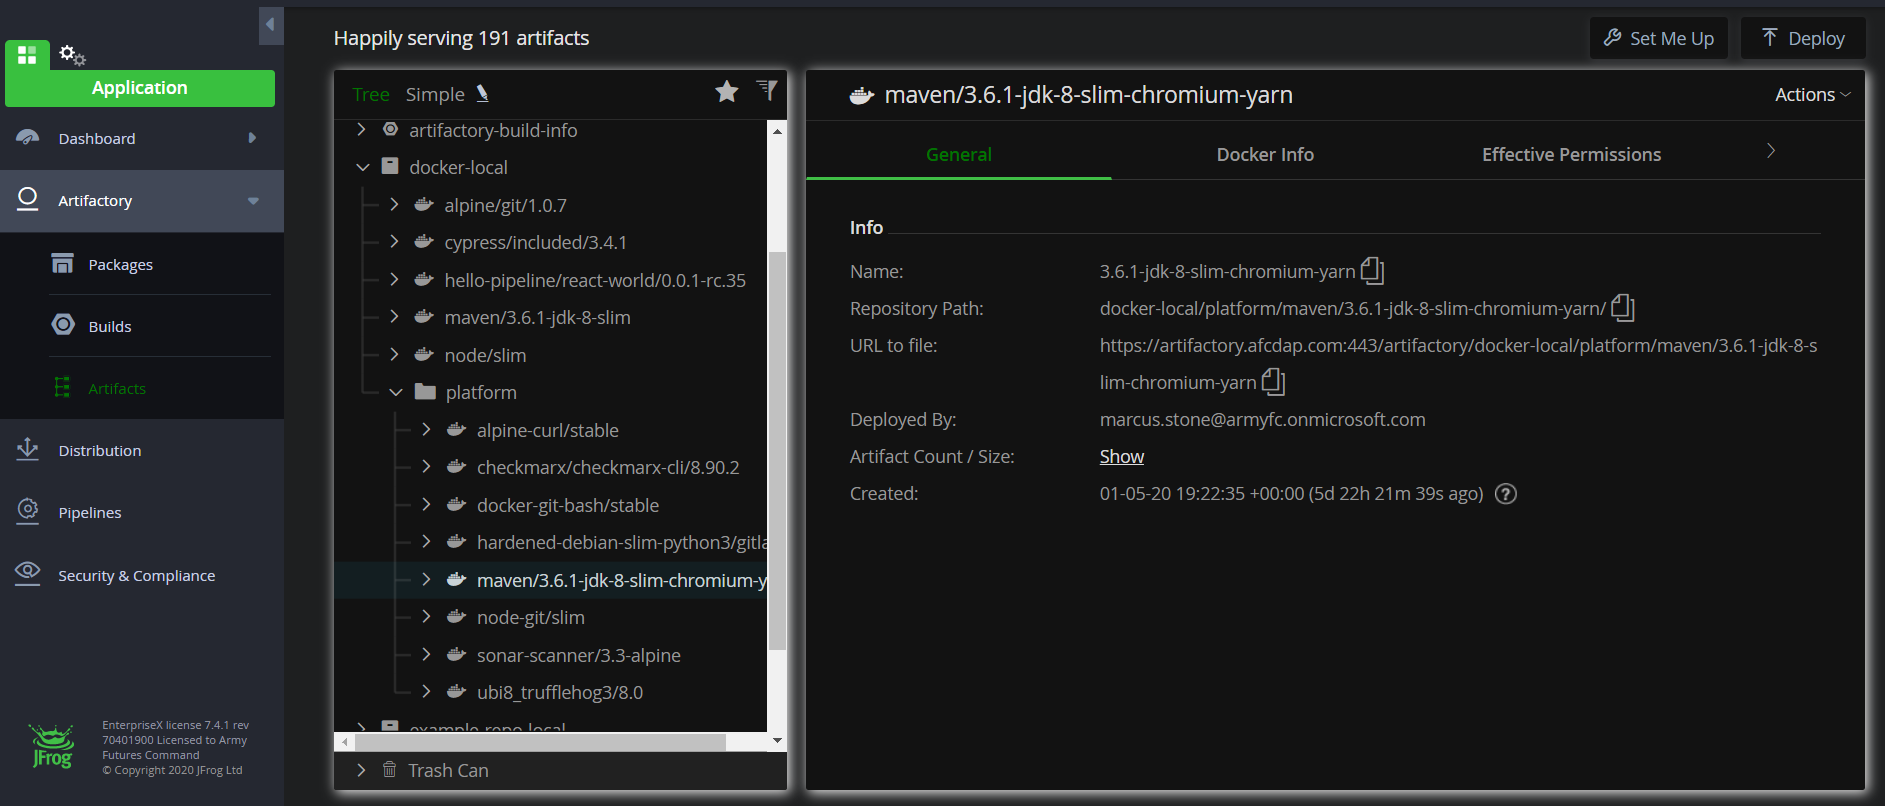 Happily serving 191 artifacts
Set Me Up
Deploy
Application
Dashboard
Artifactory
Packages
Builds
Artifacts
Distribution
Pipelines
Security & Compliance
JFrog
EnterpriseX license 7.4.1 rev
70401900 Licensed to Army
Futures Command
© Copyright 2020 JFrog Ltd
Tree Simple
artifactory-build-info
docker-local
alpine/git/1.0.7
cypress/included/3.4.1
hello-pipeline/react-world/0.0.1-rc.35
maven/3.6.1-jdk-8-slim
node/slim
platform
alpine-curl/stable
checkmarx/checkmarx-cli/8.90.2
docker-git-bash/stable
hardened-debian-slim-python3/gitla
maven/3.6.1-jdk-8-slim-chromium-y
node-git/slim
sonar-scanner/3.3-alpine
ubi8_trufflehog3/8.0
example-repo-local
Trash Can
maven/3.6.1-jdk-8-slim-chromium-yarn
Actions
General Docker Info Effective Permissions
Info
Name: 3.6.1-jdk-8-slim-chromium-yarn
Repository Path: docker-local/platform/maven/3.6.1-jdk-8-slim-chromium-yarn/
URL to file: https://artifactory.afcdap.com:443/artifactory/docker-local/platform/maven/3.6.1-jdk-8-s
lim-chromium-yarn
Deployed By: marcus.stone@armyfc.onmicrosoft.com
Artifact Count / Size: Show
Created: 01-05-20 19:22:35 +00:00 (5d 22h 21m 39s ago) ?